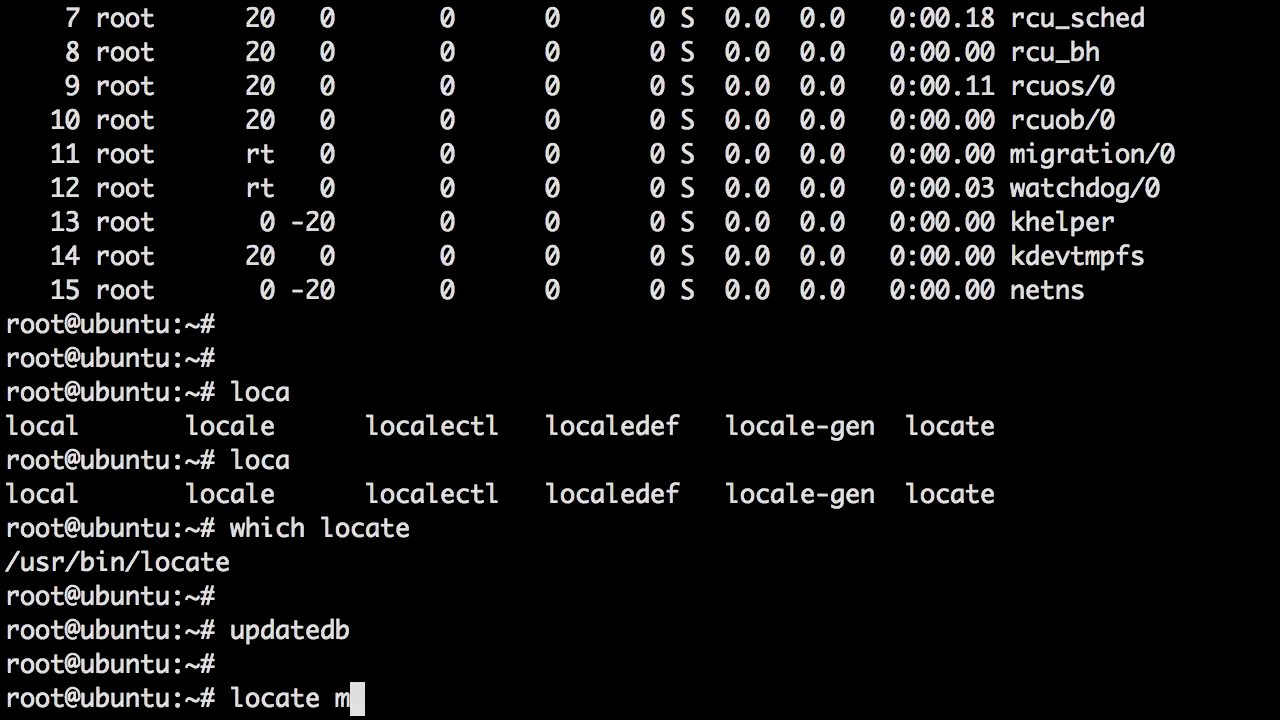 7 root 20 0 0 0 0 S 0.0 0.0 0:00.18 rcu_sched
8 root 20 0 0 0 0 S 0.0 0.0 0:00.00 rcu_bh
9 root 20 0 0 0 0 S 0.0 0.0 0:00.11 rcuos/0
10 root 20 0 0 0 0 S 0.0 0.0 0:00.00 rcuob/0
11 root rt 0 0 0 0 S 0.0 0.0 0:00.00 migration/0
12 root rt 0 0 0 0 S 0.0 0.0 0:00.03 watchdog/0
13 root 0 -20 0 0 0 S 0.0 0.0 0:00.00 khelper
14 root 20 0 0 0 0 S 0.0 0.0 0:00.00 kdevtmpfs
15 root 0 -20 0 0 0 S 0.0 0.0 0:00.00 netns
root@ubuntu:~#
root@ubuntu:~#
root@ubuntu:~# loca
local locale localectl localedef locale-gen locate
root@ubuntu:~# loca
local locale localectl localedef locale-gen locate
root@ubuntu:~# which locate
/usr/bin/locate
root@ubuntu:~#
root@ubuntu:~# updatedb
root@ubuntu:~#
root@ubuntu:~# locate m